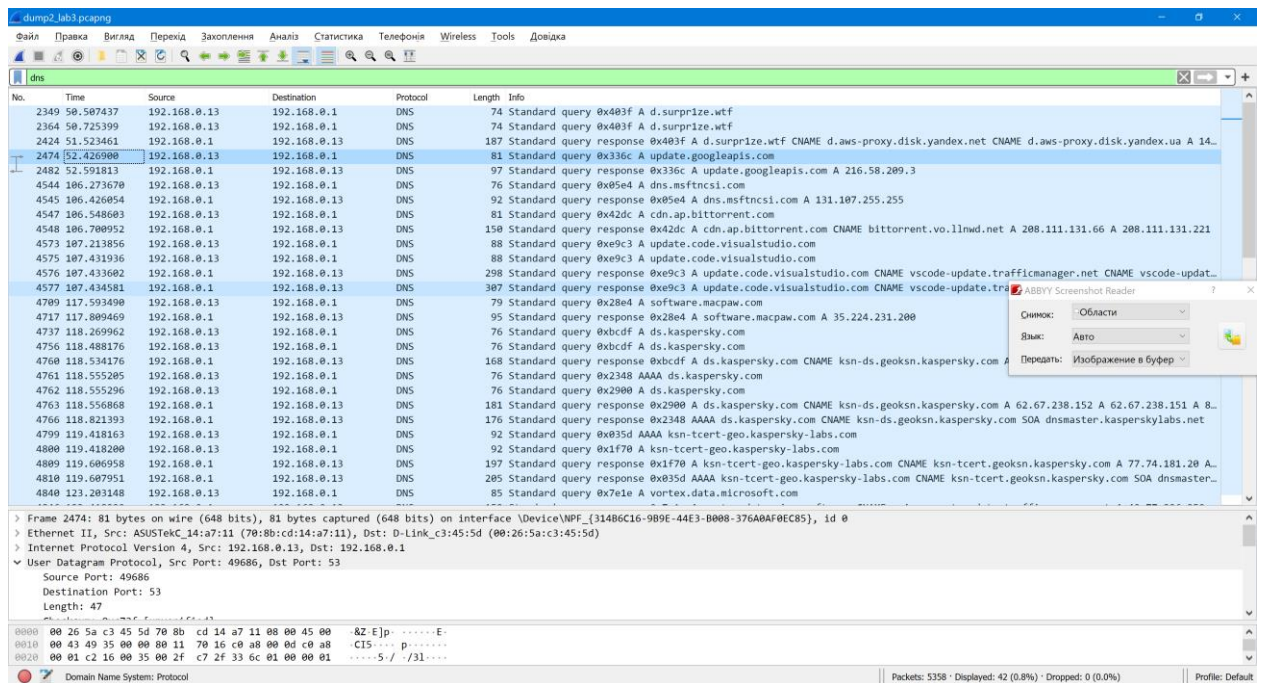 dump2_lab3.pcapng
Файл Правка Вигляд Перехід Захоплення Аналіз Статистика Телефонія Wireless Tools Довідка
dns
No. Time Source Destination Protocol Length Info
2349 50.507437 192.168.0.13 192.168.0.1 DNS 74 Standard query 0x403f A d.surpr1ze.wtf
2364 50.725399 192.168.0.13 192.168.0.1 DNS 74 Standard query 0x403f A d.surpr1ze.wtf
2424 51.523461 192.168.0.1 192.168.0.13 DNS 187 Standard query response 0x403f A d.surpr1ze.wtf CNAME d.aws-proxy.disk.yandex.net CNAME d.aws-proxy.disk.yandex.ua A 14…
2474 52.426900 192.168.0.13 192.168.0.1 DNS 81 Standard query 0x336c A update.googleapis.com
2482 52.591813 192.168.0.1 192.168.0.13 DNS 97 Standard query response 0x336c A update.googleapis.com A 216.58.209.3
4544 106.273670 192.168.0.13 192.168.0.1 DNS 76 Standard query 0x05e4 A dns.msftncsi.com
4545 106.426054 192.168.0.1 192.168.0.13 DNS 92 Standard query response 0x05e4 A dns.msftncsi.com A 131.107.255.255
4547 106.548603 192.168.0.13 192.168.0.1 DNS 81 Standard query 0x42dc A cdn.ap.bittorrent.com
4548 106.700952 192.168.0.1 192.168.0.13 DNS 150 Standard query response 0x42dc A cdn.ap.bittorrent.com CNAME bittorrent.vo.llnwd.net A 208.111.131.66 A 208.111.131.221
4573 107.213856 192.168.0.13 192.168.0.1 DNS 88 Standard query 0xe9c3 A update.code.visualstudio.com
4575 107.431936 192.168.0.13 192.168.0.1 DNS 88 Standard query 0xe9c3 A update.code.visualstudio.com
4576 107.433602 192.168.0.1 192.168.0.13 DNS 298 Standard query response 0xe9c3 A update.code.visualstudio.com CNAME vscode-update.trafficmanager.net CNAME vscode-updat…
4577 107.434581 192.168.0.1 192.168.0.13 DNS 307 Standard query response 0xe9c3 A update.code.visualstudio.com CNAME vscode-update.tra
4709 117.593490 192.168.0.13 192.168.0.1 DNS 79 Standard query 0x28e4 A software.macpaw.com
4717 117.809469 192.168.0.1 192.168.0.13 DNS 95 Standard query response 0x28e4 A software.macpaw.com A 35.224.231.200
4737 118.269962 192.168.0.13 192.168.0.1 DNS 76 Standard query 0xbcdf A ds.kaspersky.com
4756 118.488176 192.168.0.13 192.168.0.1 DNS 76 Standard query 0xbcdf A ds.kaspersky.com
4760 118.534176 192.168.0.1 192.168.0.13 DNS 168 Standard query response 0xbcdf A ds.kaspersky.com CNAME ksn-ds.geoksn.kaspersky.com A
4761 118.555205 192.168.0.13 192.168.0.1 DNS 76 Standard query 0x2348 AAAA ds.kaspersky.com
4762 118.555296 192.168.0.13 192.168.0.1 DNS 76 Standard query 0x2900 A ds.kaspersky.com
4763 118.556868 192.168.0.1 192.168.0.13 DNS 181 Standard query response 0x2900 A ds.kaspersky.com CNAME ksn-ds.geoksn.kaspersky.com A 62.67.238.152 A 62.67.238.151 A 8…
4766 118.821393 192.168.0.1 192.168.0.13 DNS 176 Standard query response 0x2348 AAAA ds.kaspersky.com CNAME ksn-ds.geoksn.kaspersky.com SOA dnsmaster.kasperskylabs.net
4799 119.418163 192.168.0.13 192.168.0.1 DNS 92 Standard query 0x035d AAAA ksn-tcert-geo.kaspersky-labs.com
4800 119.418200 192.168.0.13 192.168.0.1 DNS 92 Standard query 0x1f70 A ksn-tcert-geo.kaspersky-labs.com
4809 119.606958 192.168.0.1 192.168.0.13 DNS 197 Standard query response 0x1f70 A ksn-tcert-geo.kaspersky-labs.com CNAME ksn-tcert.geoksn.kaspersky.com A 77.74.181.20 A…
4810 119.607951 192.168.0.1 192.168.0.13 DNS 205 Standard query response 0x035d AAAA ksn-tcert-geo.kaspersky-labs.com CNAME ksn-tcert.geoksn.kaspersky.com SOA dnsmaster…
4840 123.203148 192.168.0.13 192.168.0.1 DNS 85 Standard query 0x7e1e A vortex.data.microsoft.com
ABBYY Screenshot Reader
Снимок: Области
Язык: Авто
Передать: Изображение в буфер
> Frame 2474: 81 bytes on wire (648 bits), 81 bytes captured (648 bits) on interface \Device\NPF_{314B6C16-9B9E-44E3-B008-376A0AF0EC85}, id 0
> Ethernet II, Src: ASUSTekC_14:a7:11 (70:8b:cd:14:a7:11), Dst: D-Link_c3:45:5d (00:26:5a:c3:45:5d)
> Internet Protocol Version 4, Src: 192.168.0.13, Dst: 192.168.0.1
User Datagram Protocol, Src Port: 49686, Dst Port: 53
Source Port: 49686
Destination Port: 53
Length: 47
0000 00 26 5a c3 45 5d 70 8b cd 14 a7 11 08 00 45 00 ·&Z·E]p· ······E·
0010 00 43 49 35 00 00 80 11 70 16 c0 a8 00 0d c0 a8 ·CI5···· p·······
0020 00 01 c2 16 00 35 00 2f c7 2f 33 6c 01 00 00 01 ·····5·/ ·/3l····
Domain Name System: Protocol
Packets: 5358 · Displayed: 42 (0.8%) · Dropped: 0 (0.0%)
Profile: Default